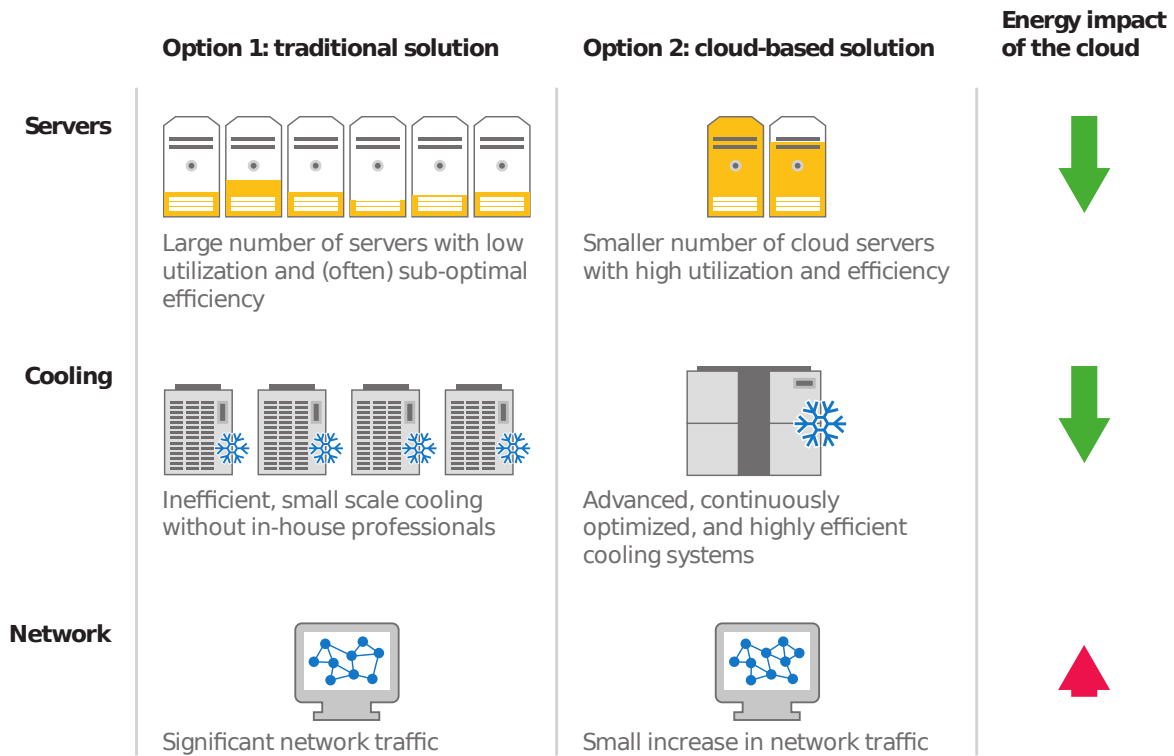 Option 1: traditional solution
Option 2: cloud-based solution
Energy impact
of the cloud
Servers
Large number of servers with low
utilization and (often) sub-optimal
efficiency
Smaller number of cloud servers
with high utilization and efficiency
Cooling
Inefficient, small scale cooling
without in-house professionals
Advanced, continuously
optimized, and highly efficient
cooling systems
Network
Significant network traffic
Small increase in network traffic